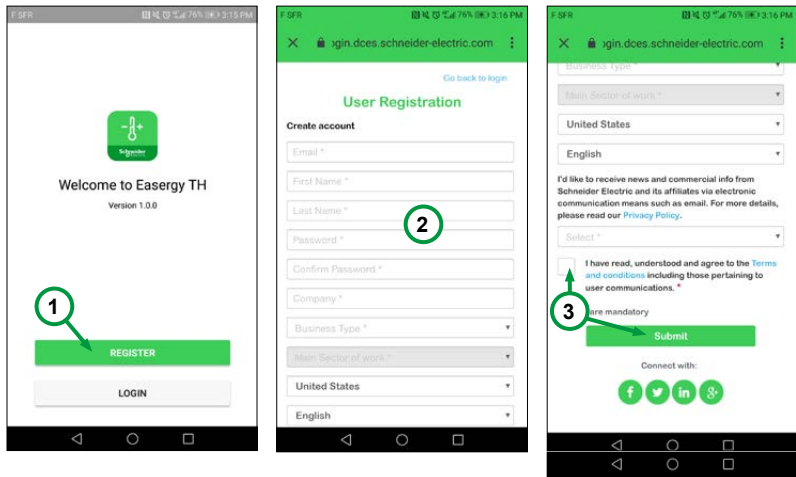 F SFR 76% 3:15 PM
Schneider
Welcome to Easergy TH
Version 1.0.0
1
REGISTER
LOGIN
F SFR 76% 3:16 PM
ogin.dces.schneider-electric.com
Go back to login
User Registration
Create account
Email *
First Name *
Last Name *
2
Password *
Confirm Password *
Company *
Business Type *
Main Sector of work *
United States
English
F SFR 76% 3:16 PM
ogin.dces.schneider-electric.com
Business Type *
Main Sector of work *
United States
English
I'd like to receive news and commercial info from
Schneider Electric and its affiliates via electronic
communication means such as email. For more details,
please read our Privacy Policy.
Select *
I have read, understood and agree to the Terms
and conditions including those pertaining to
user communications. *
3
are mandatory
Submit
Connect with: